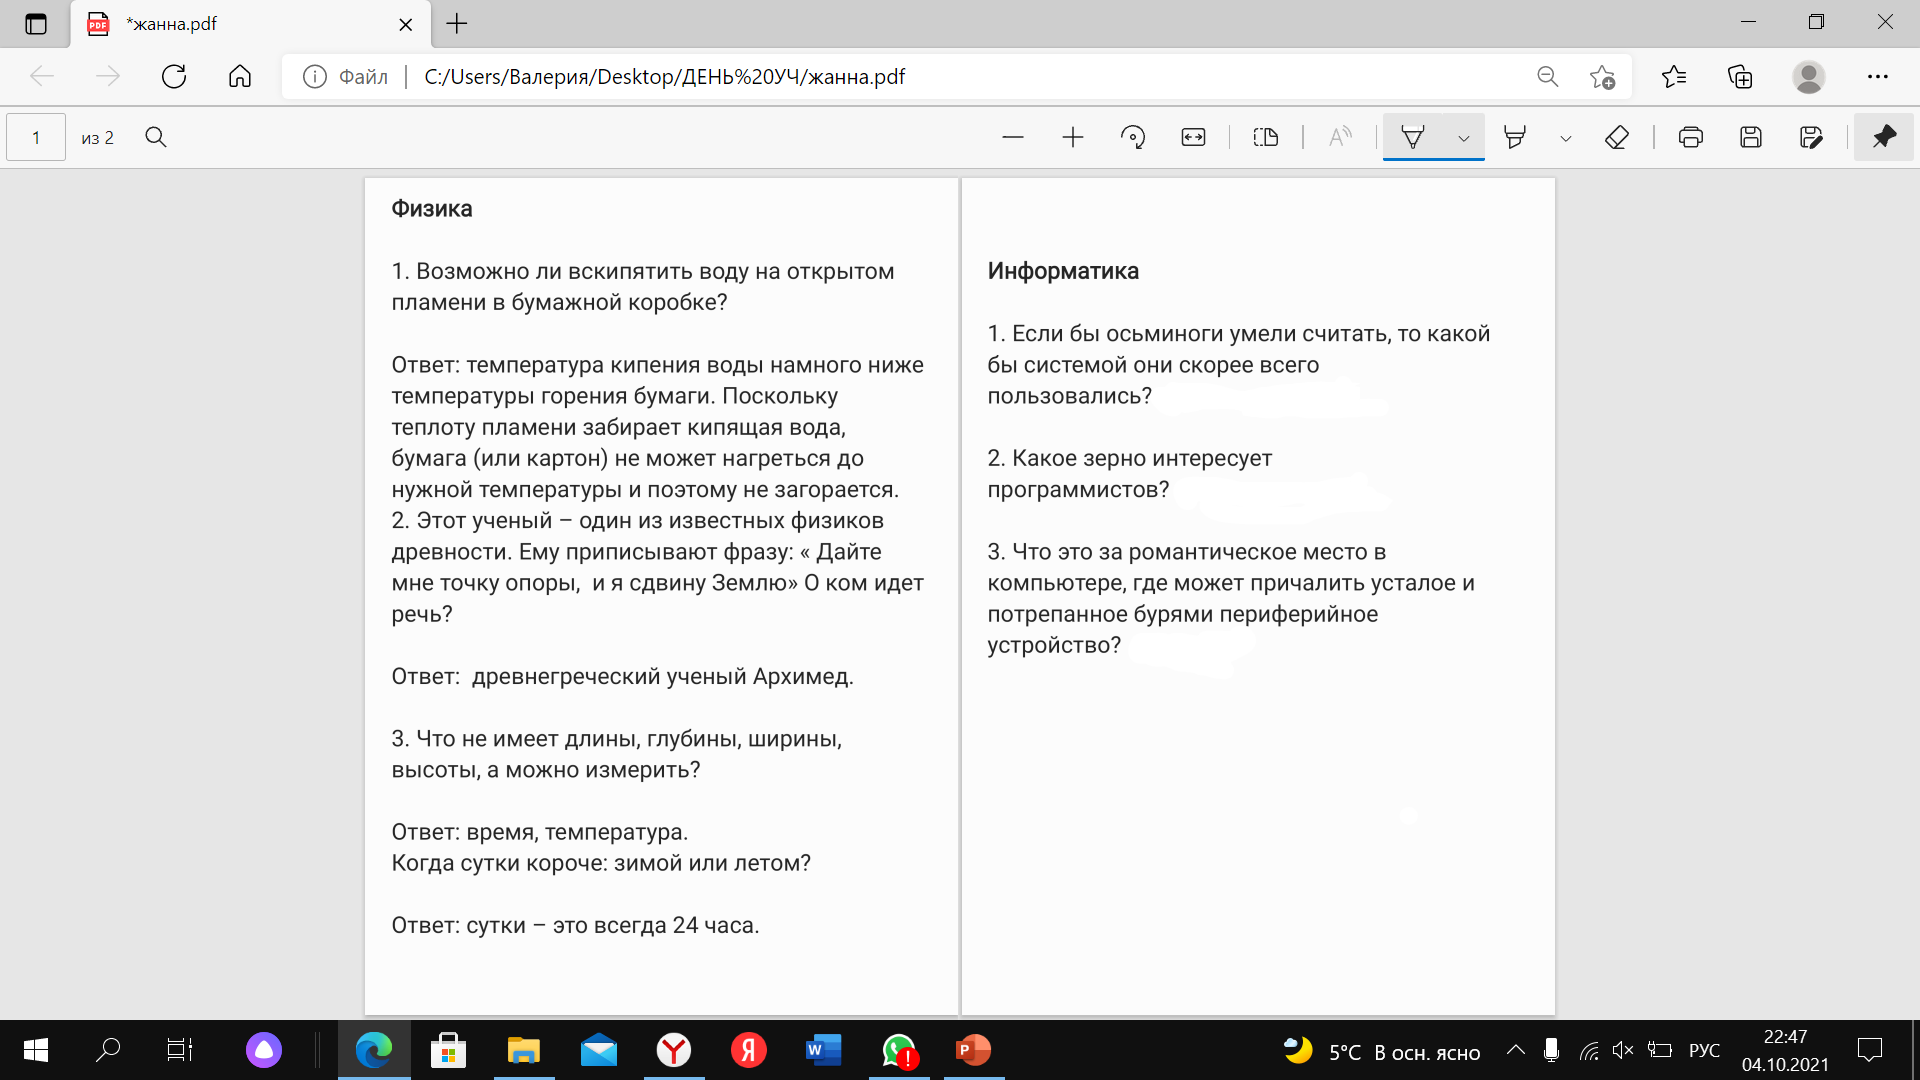 *жанна.pdf
Файл
C:/Users/Валерия/Desktop/ДЕНЬ%20УЧ/жанна.pdf
1 из 2
Физика
1. Возможно ли вскипятить воду на открытом
пламени в бумажной коробке?
Ответ: температура кипения воды намного ниже
температуры горения бумаги. Поскольку
теплоту пламени забирает кипящая вода,
бумага (или картон) не может нагреться до
нужной температуры и поэтому не загорается.
2. Этот ученый – один из известных физиков
древности. Ему приписывают фразу: « Дайте
мне точку опоры,  и я сдвину Землю» О ком идет
речь?
Ответ:  древнегреческий ученый Архимед.
3. Что не имеет длины, глубины, ширины,
высоты, а можно измерить?
Ответ: время, температура.
Когда сутки короче: зимой или летом?
Ответ: сутки – это всегда 24 часа.
Информатика
1. Если бы осьминоги умели считать, то какой
бы системой они скорее всего
пользовались?
2. Какое зерно интересует
программистов?
3. Что это за романтическое место в
компьютере, где может причалить усталое и
потрепанное бурями периферийное
устройство?
5°C В осн. ясно
РУС
22:47
04.10.2021